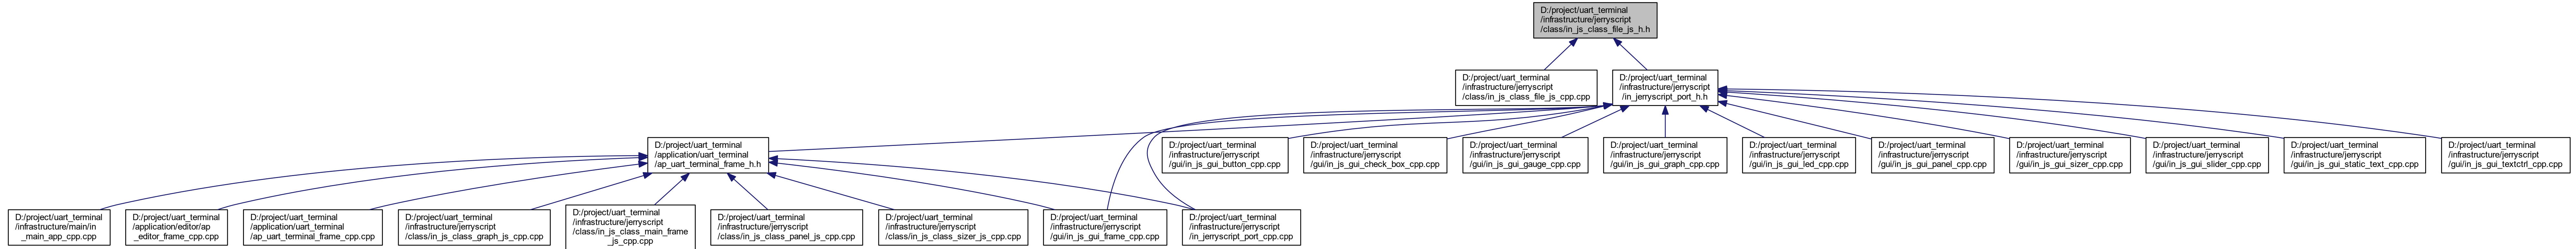 D:/project/uart_terminal
/infrastructure/jerryscript
/class/in_js_class_file_js_h.h
D:/project/uart_terminal
/infrastructure/jerryscript
/class/in_js_class_file_js_cpp.cpp
D:/project/uart_terminal
/infrastructure/jerryscript
/in_jerryscript_port_h.h
D:/project/uart_terminal
/application/uart_terminal
/ap_uart_terminal_frame_h.h
D:/project/uart_terminal
/infrastructure/jerryscript
/gui/in_js_gui_button_cpp.cpp
D:/project/uart_terminal
/infrastructure/jerryscript
/gui/in_js_gui_check_box_cpp.cpp
D:/project/uart_terminal
/infrastructure/jerryscript
/gui/in_js_gui_gauge_cpp.cpp
D:/project/uart_terminal
/infrastructure/jerryscript
/gui/in_js_gui_graph_cpp.cpp
D:/project/uart_terminal
/infrastructure/jerryscript
/gui/in_js_gui_led_cpp.cpp
D:/project/uart_terminal
/infrastructure/jerryscript
/gui/in_js_gui_panel_cpp.cpp
D:/project/uart_terminal
/infrastructure/jerryscript
/gui/in_js_gui_sizer_cpp.cpp
D:/project/uart_terminal
/infrastructure/jerryscript
/gui/in_js_gui_slider_cpp.cpp
D:/project/uart_terminal
/infrastructure/jerryscript
/gui/in_js_gui_static_text_cpp.cpp
D:/project/uart_terminal
/infrastructure/jerryscript
/gui/in_js_gui_textctrl_cpp.cpp
D:/project/uart_terminal
/infrastructure/main/in
_main_app_cpp.cpp
D:/project/uart_terminal
/application/editor/ap
_editor_frame_cpp.cpp
D:/project/uart_terminal
/application/uart_terminal
/ap_uart_terminal_frame_cpp.cpp
D:/project/uart_terminal
/infrastructure/jerryscript
/class/in_js_class_graph_js_cpp.cpp
D:/project/uart_terminal
/infrastructure/jerryscript
/class/in_js_class_main_frame
_js_cpp.cpp
D:/project/uart_terminal
/infrastructure/jerryscript
/class/in_js_class_panel_js_cpp.cpp
D:/project/uart_terminal
/infrastructure/jerryscript
/class/in_js_class_sizer_js_cpp.cpp
D:/project/uart_terminal
/infrastructure/jerryscript
/gui/in_js_gui_frame_cpp.cpp
D:/project/uart_terminal
/infrastructure/jerryscript
/in_jerryscript_port_cpp.cpp